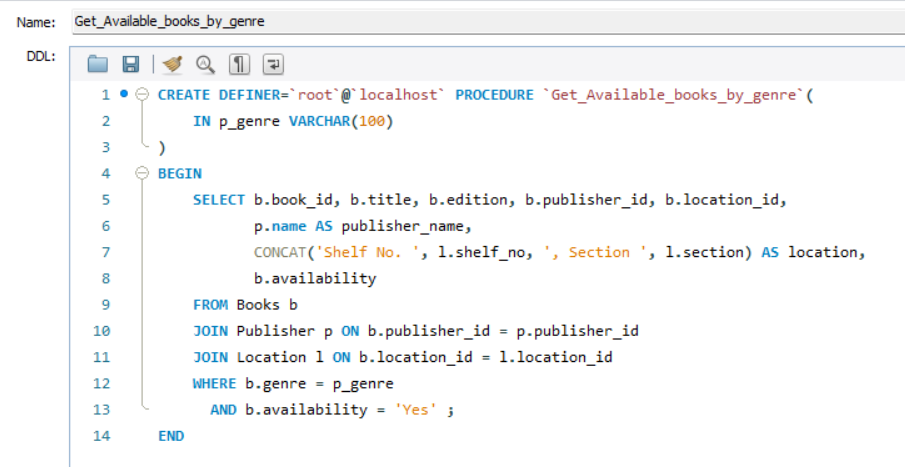 Name: Get_Available_books_by_genre
DDL:
1 CREATE DEFINER=`root`@`localhost` PROCEDURE `Get_Available_books_by_genre`(
2 IN p_genre VARCHAR(100)
3 )
4 BEGIN
5 SELECT b.book_id, b.title, b.edition, b.publisher_id, b.location_id,
6 p.name AS publisher_name,
7 CONCAT('Shelf No. ', l.shelf_no, ', Section ', l.section) AS location,
8 b.availability
9 FROM Books b
10 JOIN Publisher p ON b.publisher_id = p.publisher_id
11 JOIN Location l ON b.location_id = l.location_id
12 WHERE b.genre = p_genre
13 AND b.availability = 'Yes' ;
14 END